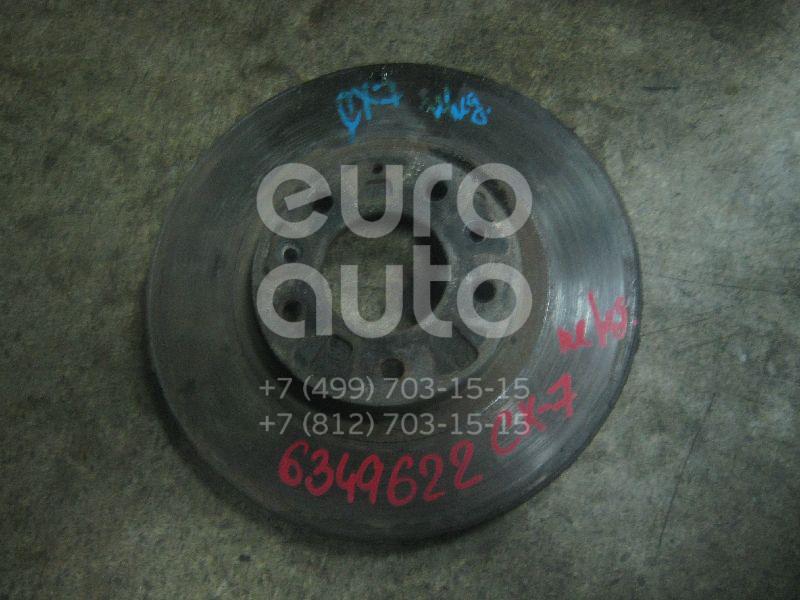 CX-7
euro
auto
+7 (499) 703-15-15
+7 (812) 703-15-15
6349622 CX-7